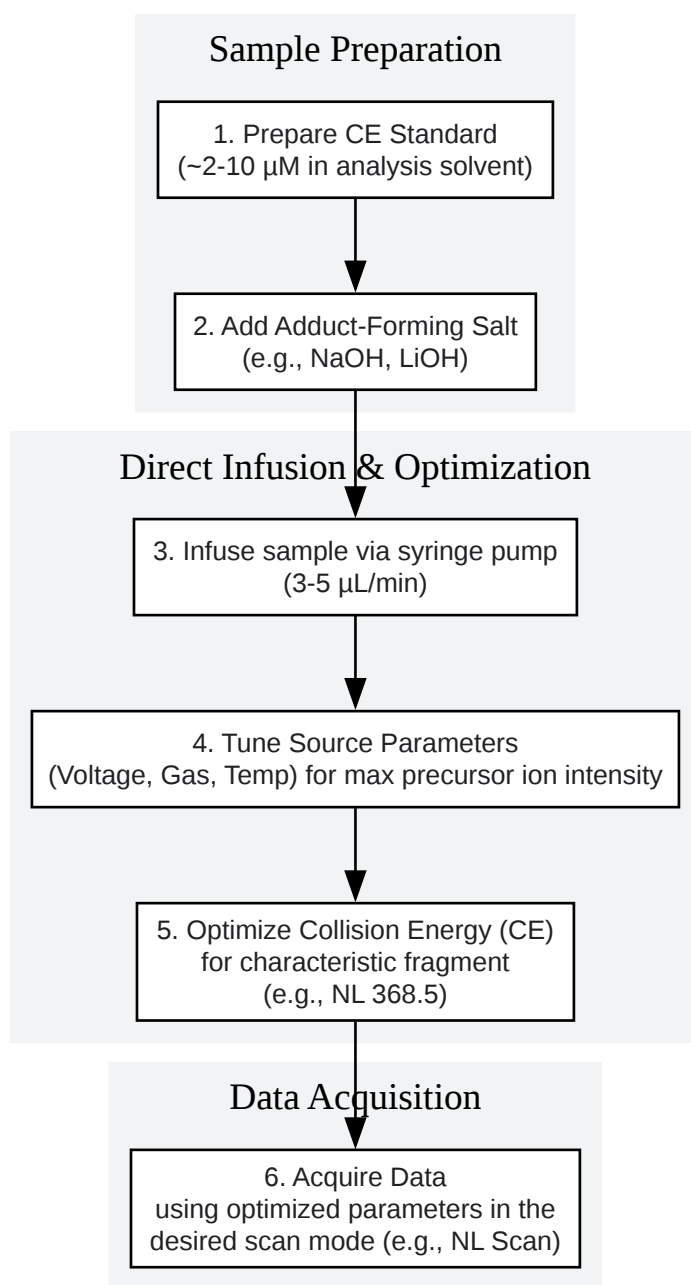 Sample Preparation
1. Prepare CE Standard
(~2-10 µM in analysis solvent)
2. Add Adduct-Forming Salt
(e.g., NaOH, LiOH)
Direct Infusion & Optimization
3. Infuse sample via syringe pump
(3-5 µL/min)
4. Tune Source Parameters
(Voltage, Gas, Temp) for max precursor ion intensity
5. Optimize Collision Energy (CE)
for characteristic fragment
(e.g., NL 368.5)
Data Acquisition
6. Acquire Data
using optimized parameters in the
desired scan mode (e.g., NL Scan)